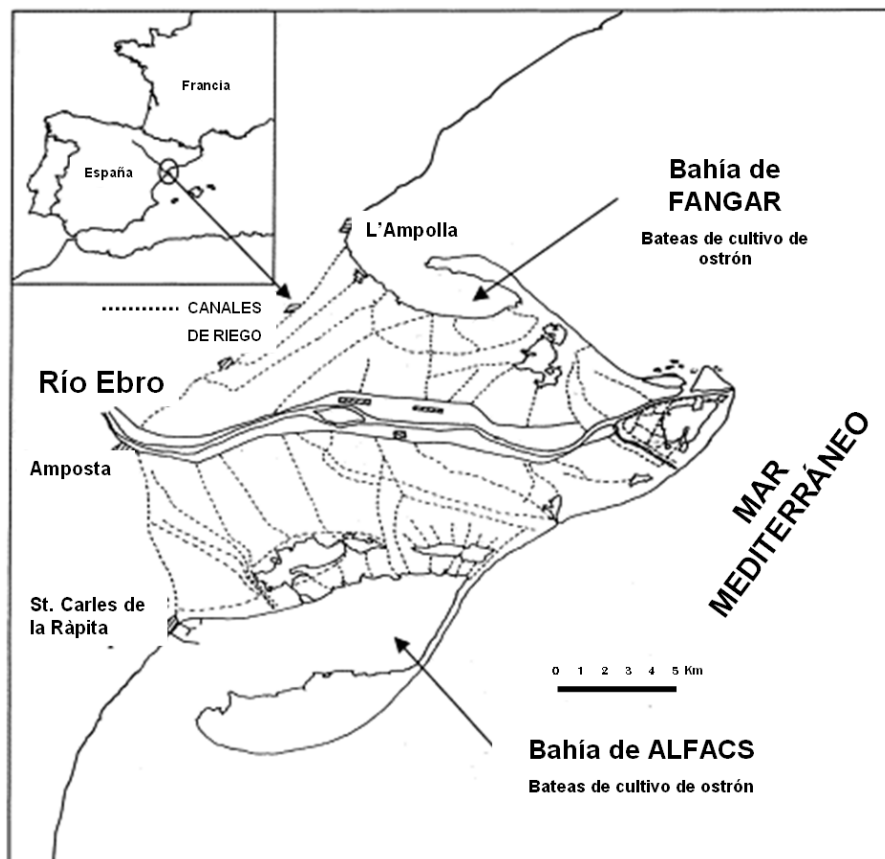 Francia
España
Bahía de
FANGAR
Bateas de cultivo de
ostrón
L'Ampolla
CANALES
DE RIEGO
Río Ebro
Amposta
MAR
MEDITERRÁNEO
St. Carles de
la Ràpita
0 1 2 3 4 5 Km
Bahía de ALFACS
Bateas de cultivo de ostrón